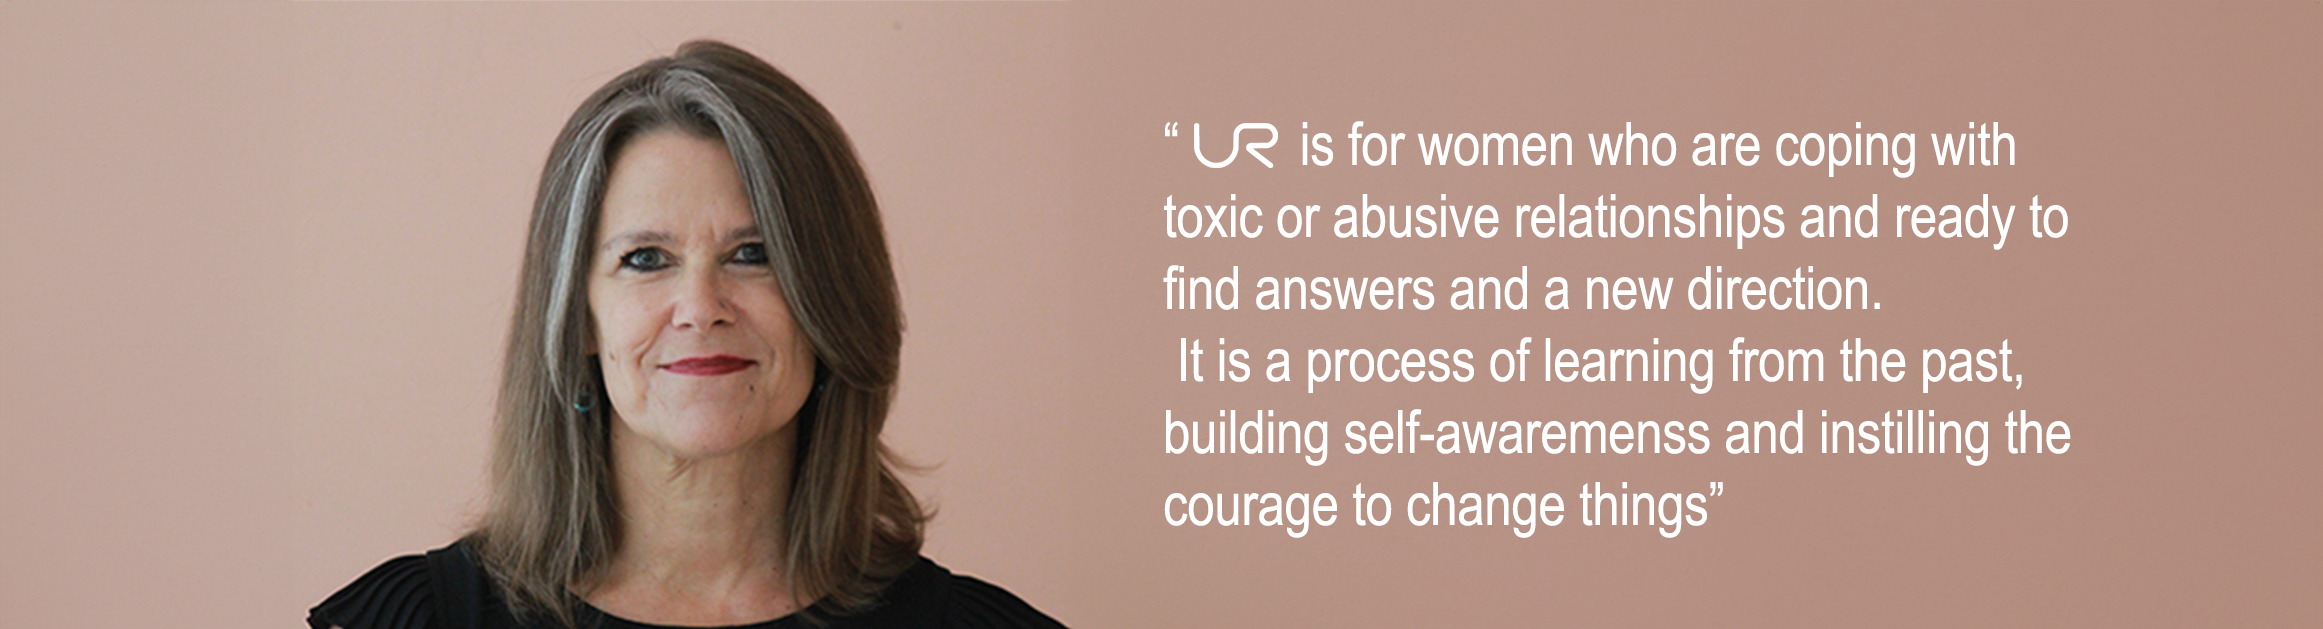 “ UR is for women who are coping with
toxic or abusive relationships and ready to
find answers and a new direction.
It is a process of learning from the past,
building self-awaremenss and instilling the
courage to change things”